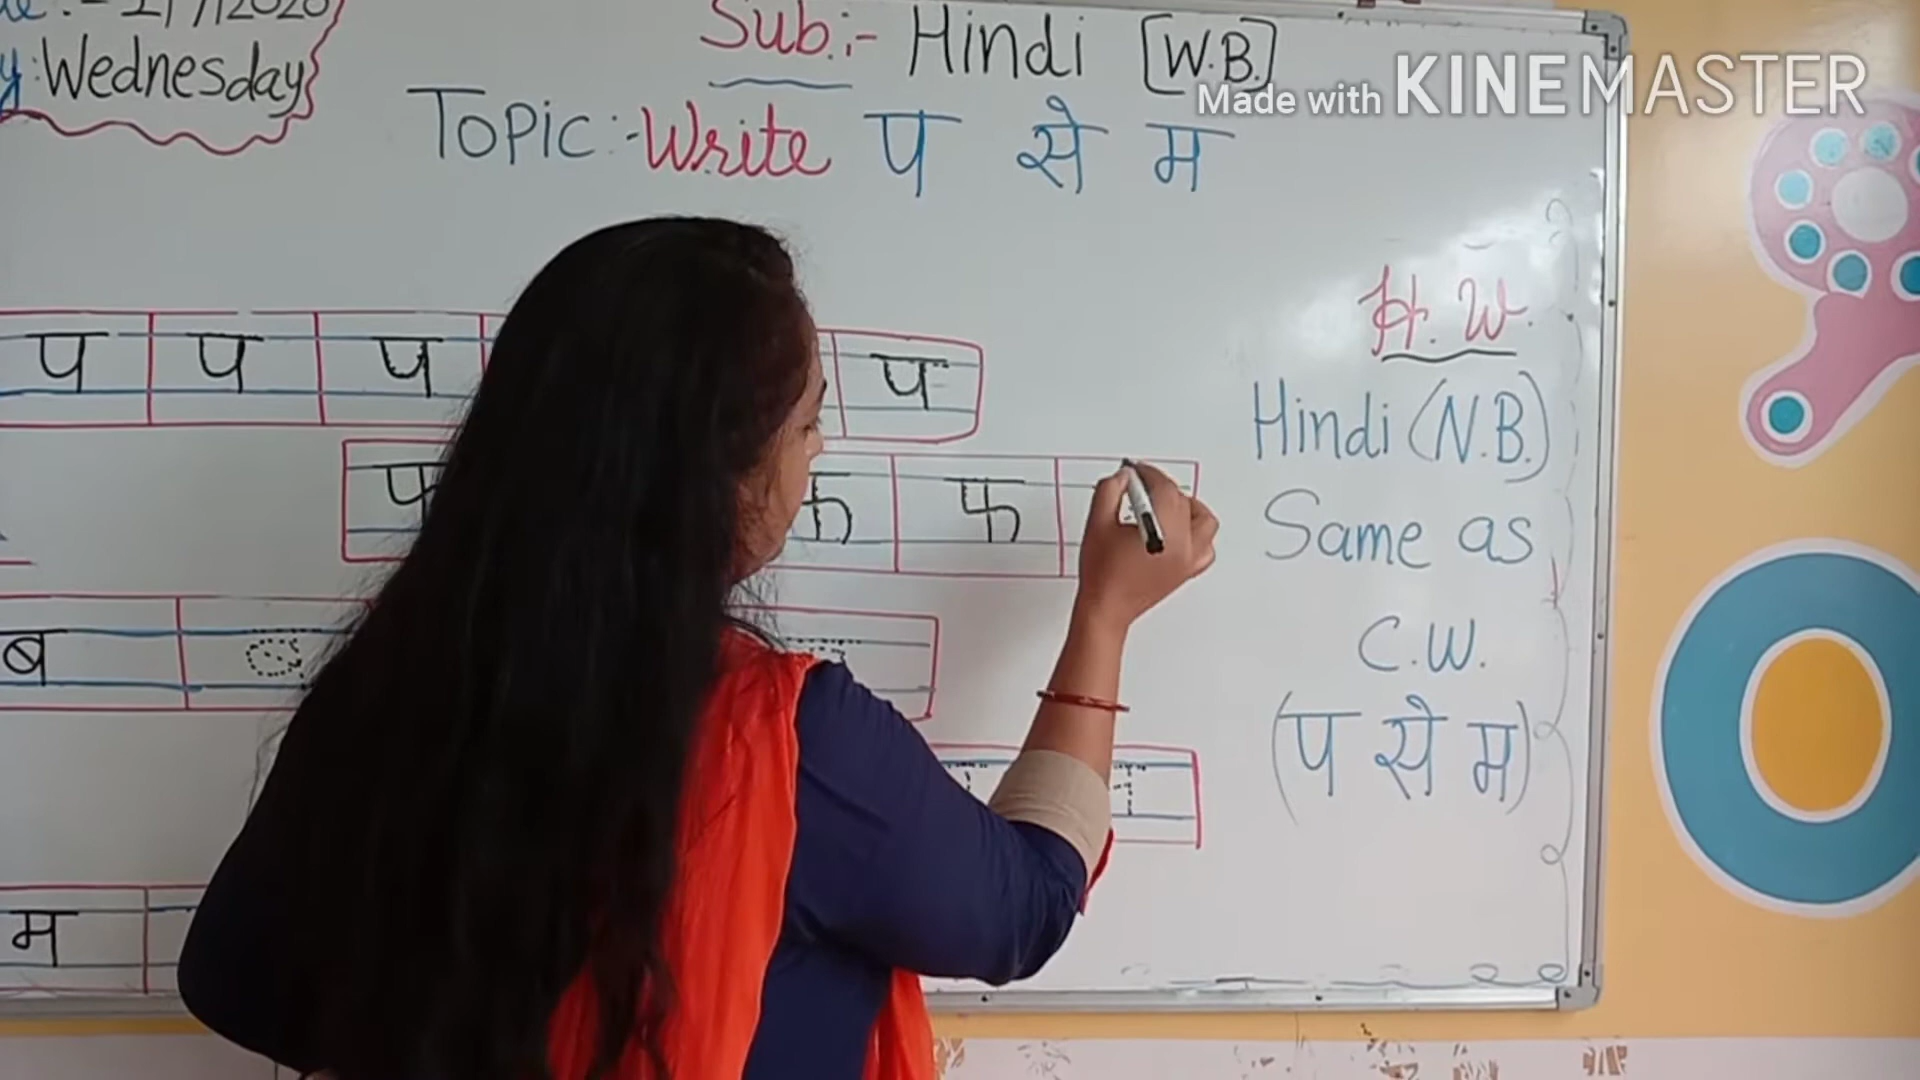 Sub:- Hindi [W.B.]
Made with KINEMASTER
Wednesday
Topic:- Write प से म
H.W.
प प प प
Hindi (N.B.)
फ फ
Same as
ब
C.W.
(प से म)
म